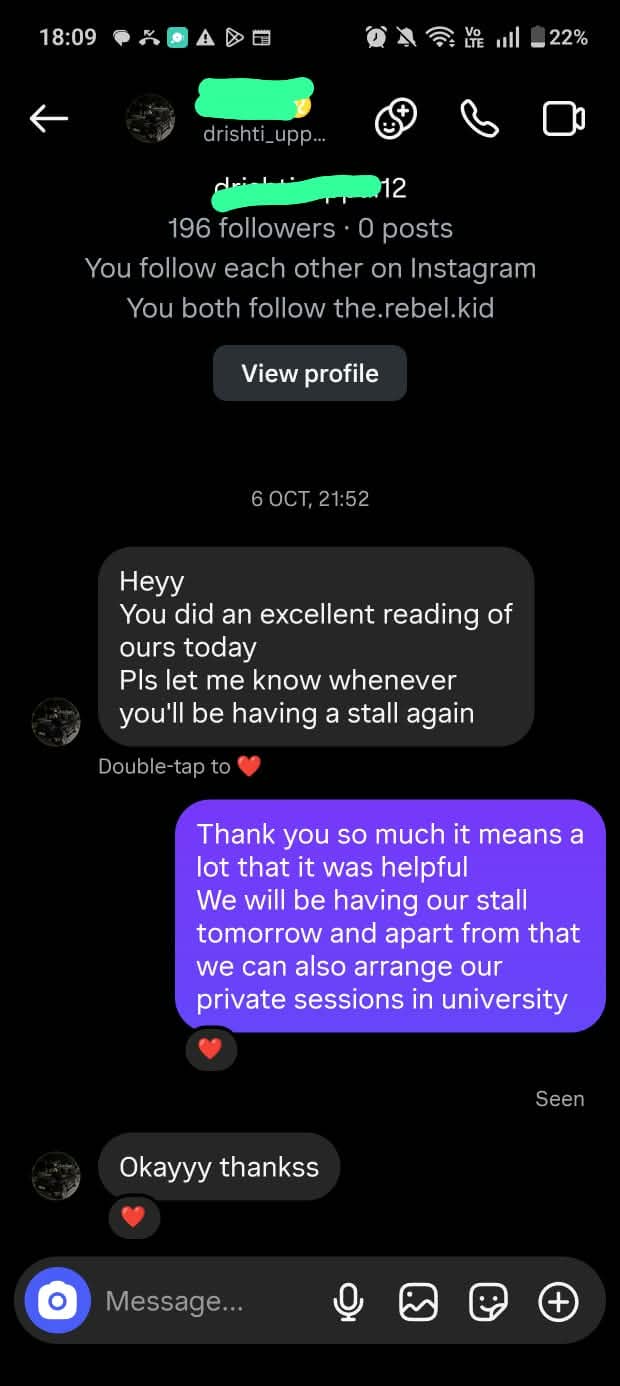 18:09
Vo LTE
22%
drishti_upp...
12
196 followers · 0 posts
You follow each other on Instagram
You both follow the.rebel.kid
View profile
6 OCT, 21:52
Heyy
You did an excellent reading of
ours today
Pls let me know whenever
you'll be having a stall again
Double-tap to ❤️
Thank you so much it means a
lot that it was helpful
We will be having our stall
tomorrow and apart from that
we can also arrange our
private sessions in university
❤️
Seen
Okayyy thankss
❤️
Message...